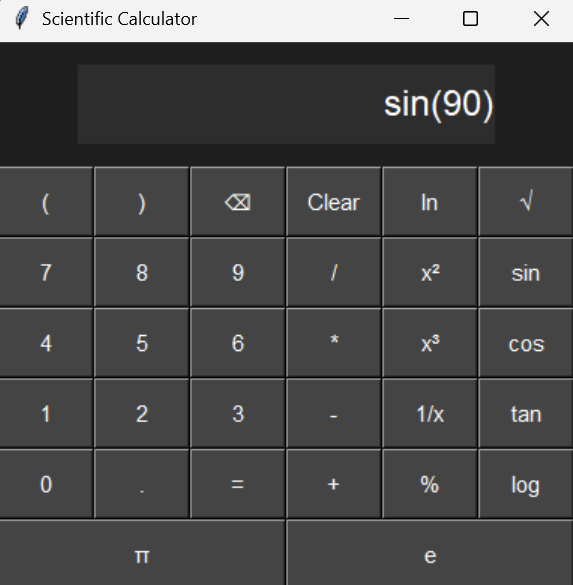 Scientific Calculator
sin(90)
( ) ⌫ Clear ln √
7 8 9 / x² sin
4 5 6 * x³ cos
1 2 3 - 1/x tan
0 . = + % log
π e